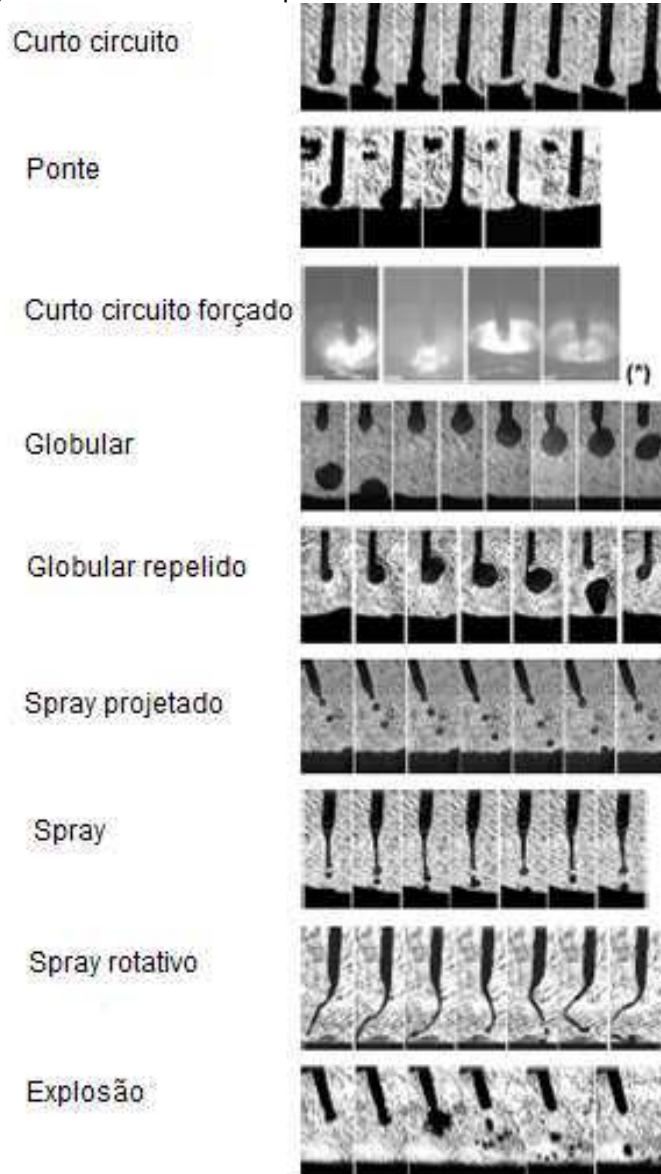 Curto circuito
Ponte
Curto circuito forçado
(*)
Globular
Globular repelido
Spray projetado
Spray
Spray rotativo
Explosão